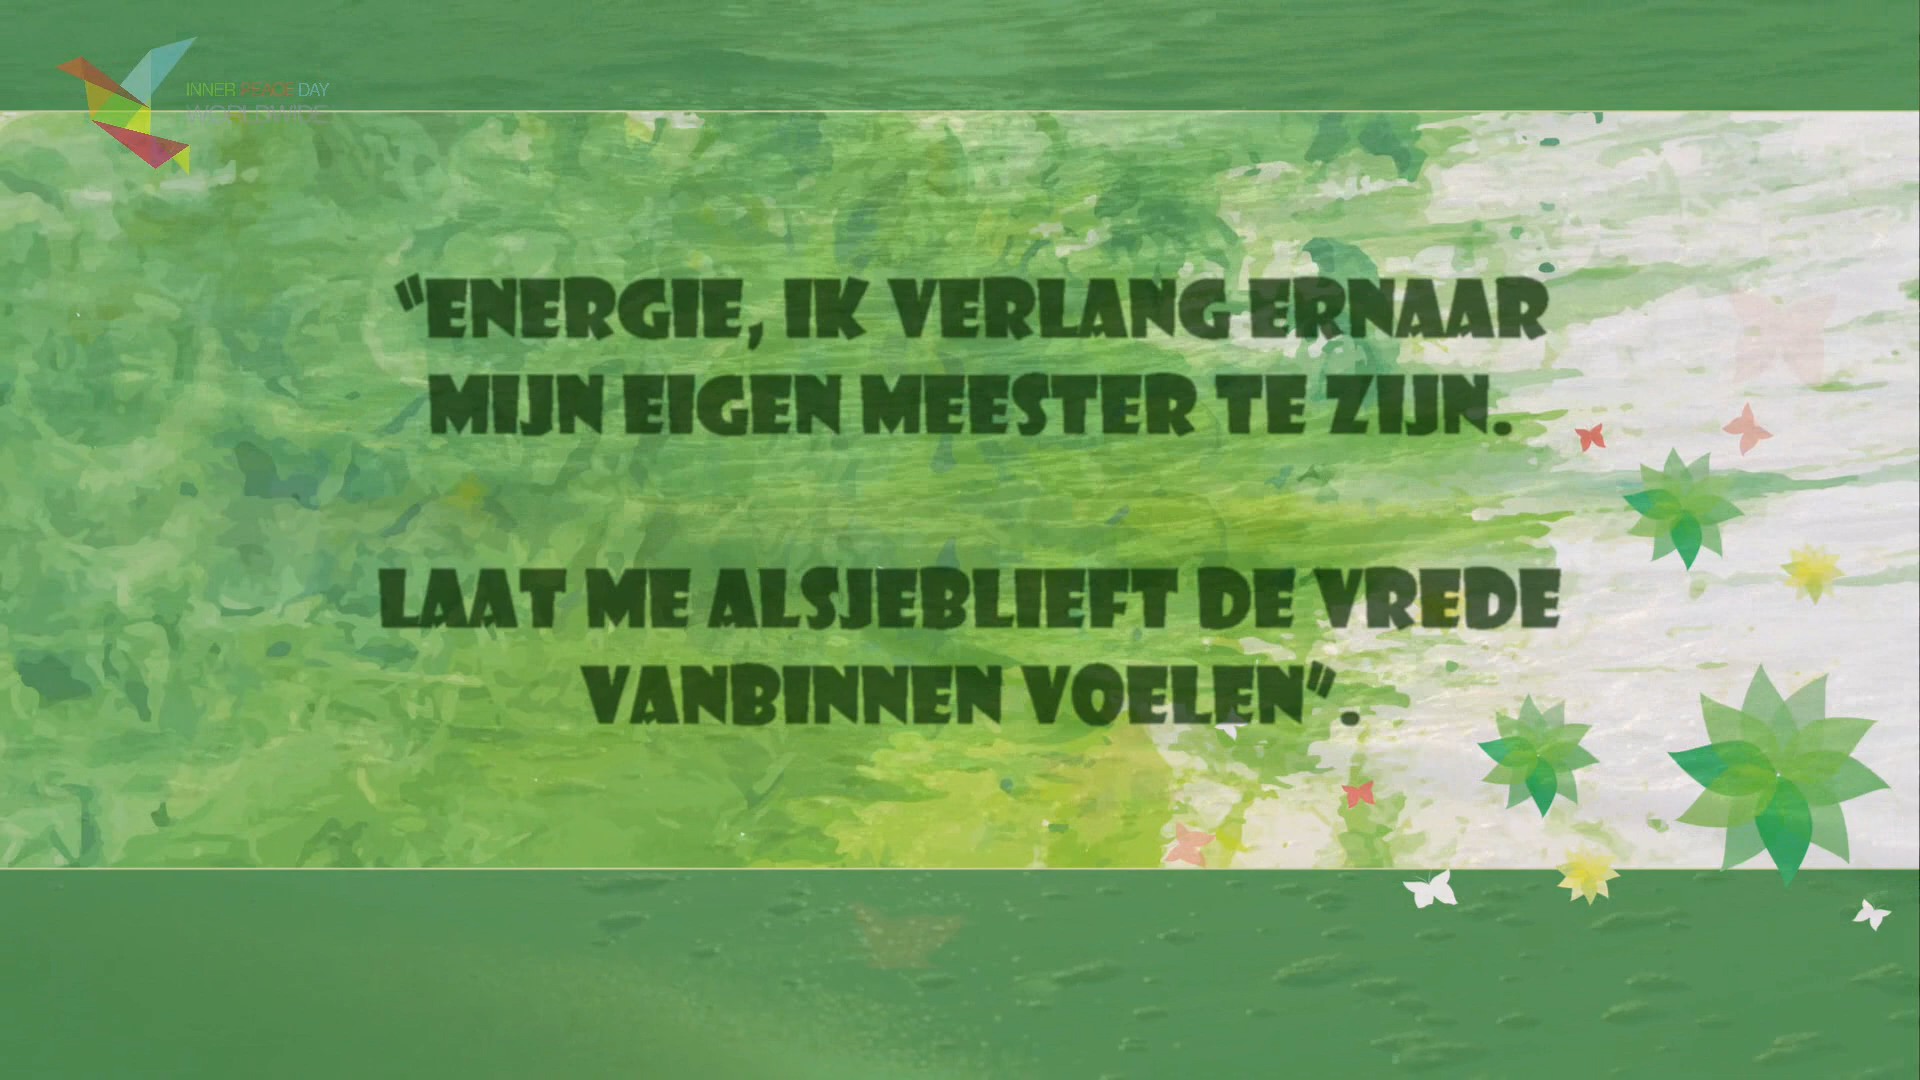 INNER PEACE DAY
WORLDWIDE
"ENERGIE, IK VERLANG ERNAAR
MIJN EIGEN MEESTER TE ZIJN.
LAAT ME ALSJEBLIEFT DE VREDE
VANBINNEN VOELEN".